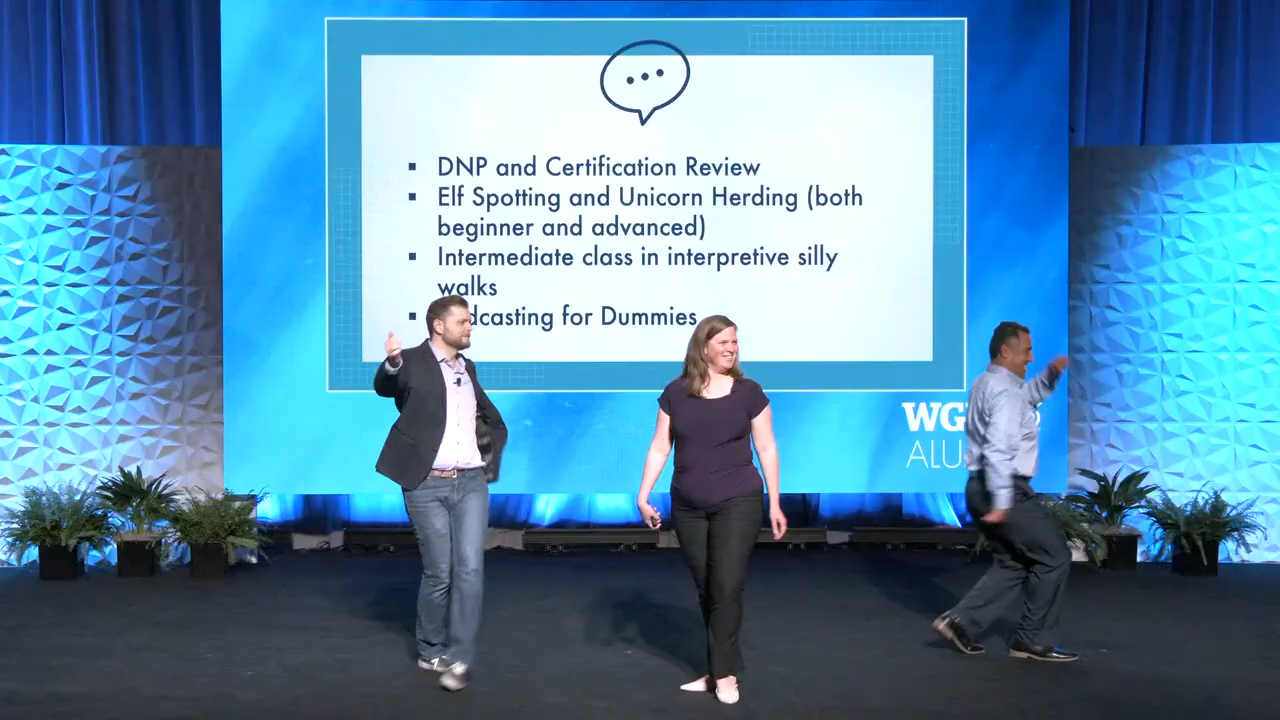 ▪ DNP and Certification Review
▪ Elf Spotting and Unicorn Herding (both
beginner and advanced)
▪ Intermediate class in interpretive silly
walks
▪ for Dummies